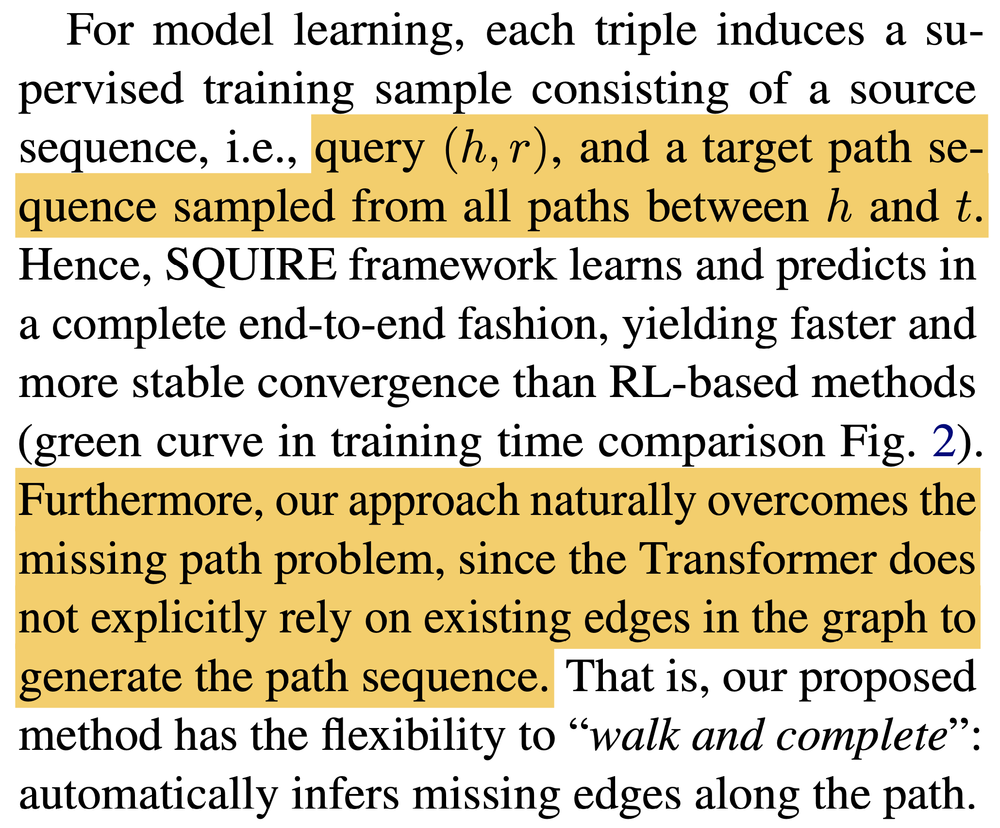 For model learning, each triple induces a su-
pervised training sample consisting of a source
sequence, i.e., query (h, r), and a target path se-
quence sampled from all paths between h and t.
Hence, SQUIRE framework learns and predicts in
a complete end-to-end fashion, yielding faster and
more stable convergence than RL-based methods
(green curve in training time comparison Fig. 2).
Furthermore, our approach naturally overcomes the
missing path problem, since the Transformer does
not explicitly rely on existing edges in the graph to
generate the path sequence. That is, our proposed
method has the flexibility to “walk and complete”:
automatically infers missing edges along the path.